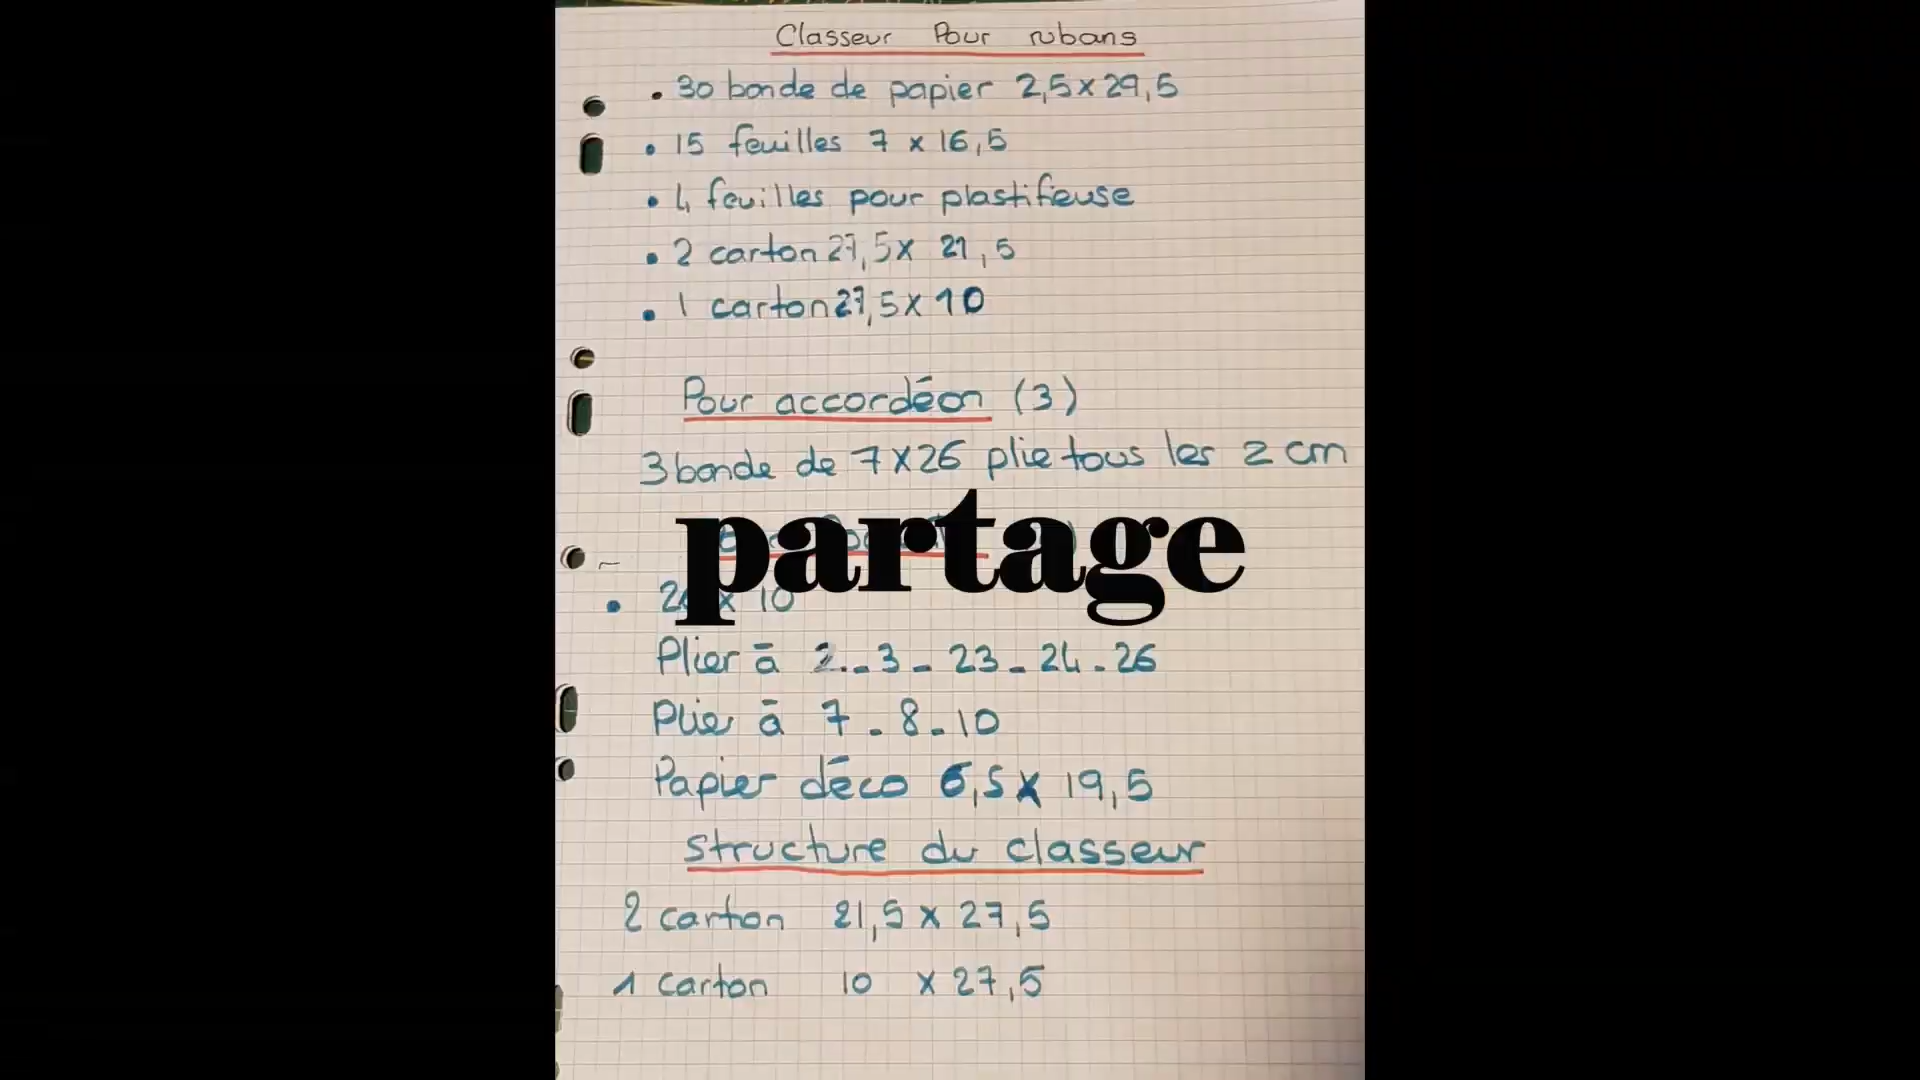 Classeur Pour rubans
• 30 bande de papier 2,5 x 29,5
• 15 feuilles 7 x 16,5
• 4 feuilles pour plastifieuse
• 2 carton 27,5 x 21,5
• 1 carton 27,5 x 10
Pour accordéon (3)
3 bande de 7 x 26 plie tous les 2 cm
partage
• x 10
Plier à 2 - 3 - 23 - 24 - 26
Plier à 7 - 8 - 10
Papier déco 6,5 x 19,5
Structure du classeur
2 carton 21,5 x 27,5
1 carton 10 x 27,5